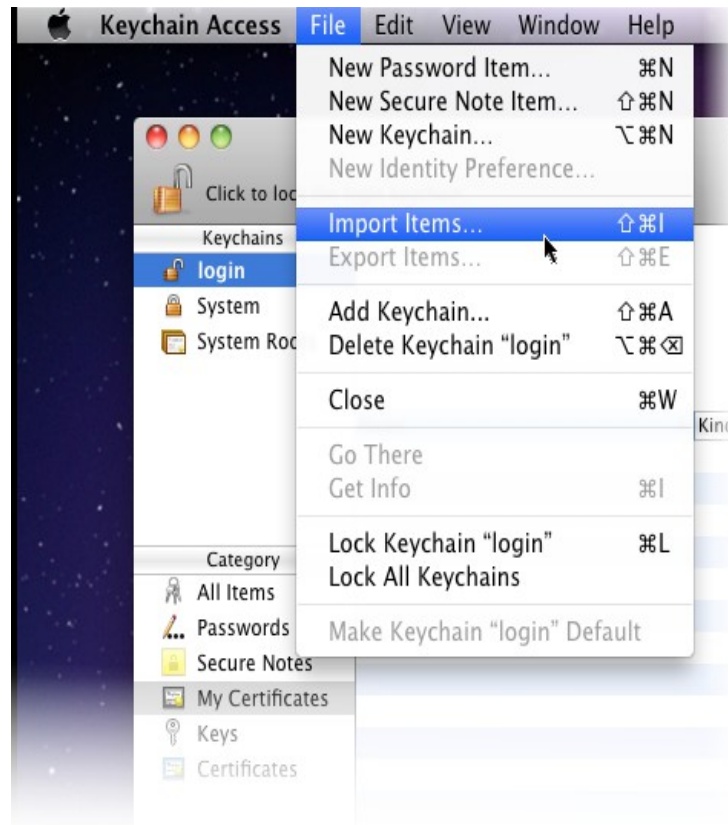 Keychain Access File Edit View Window Help
New Password Item... ⌘N
New Secure Note Item... ⇧⌘N
New Keychain... ⌥⌘N
New Identity Preference...
Import Items... ⇧⌘I
Export Items... ⇧⌘E
Add Keychain... ⇧⌘A
Delete Keychain “login” ⌥⌘⌫
Close ⌘W
Go There
Get Info ⌘I
Lock Keychain “login” ⌘L
Lock All Keychains
Make Keychain “login” Default
Click to loc
Keychains
login
System
System Roo
Kin
Category
All Items
Passwords
Secure Notes
My Certificates
Keys
Certificates